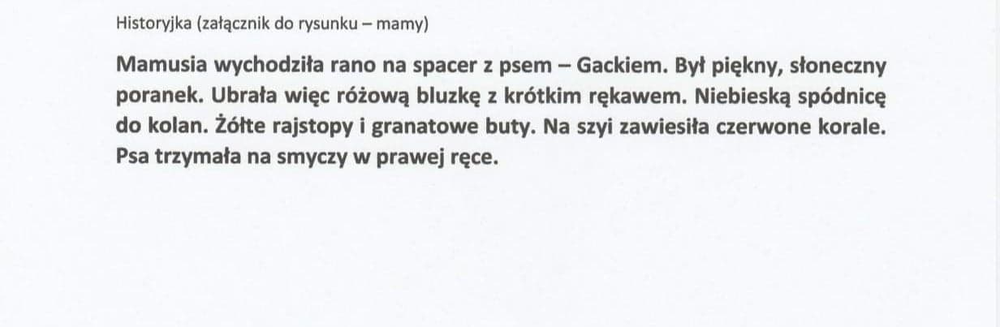 Historyjka (załącznik do rysunku – mamy)
Mamusia wychodziła rano na spacer z psem – Gackiem. Był piękny, słoneczny
poranek. Ubrała więc różową bluzkę z krótkim rękawem. Niebieską spódnicę
do kolan. Żółte rajstopy i granatowe buty. Na szyi zawiesiła czerwone korale.
Psa trzymała na smyczy w prawej ręce.